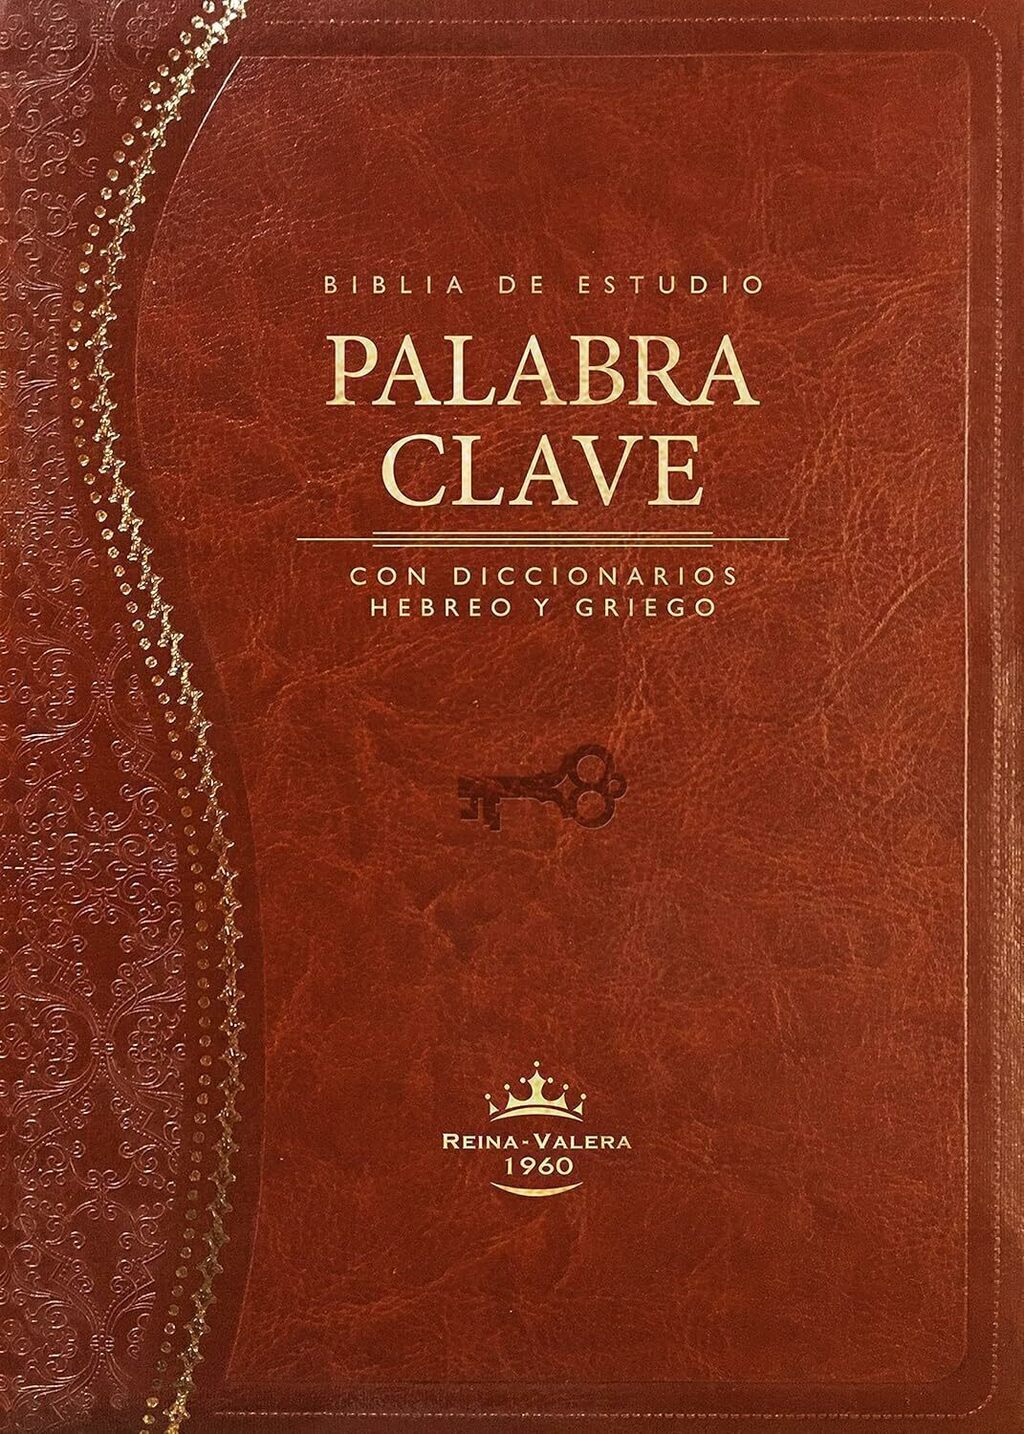 BIBLIA DE ESTUDIO
PALABRA
CLAVE
CON DICCIONARIOS
HEBREO Y GRIEGO
REINA-VALERA
1960